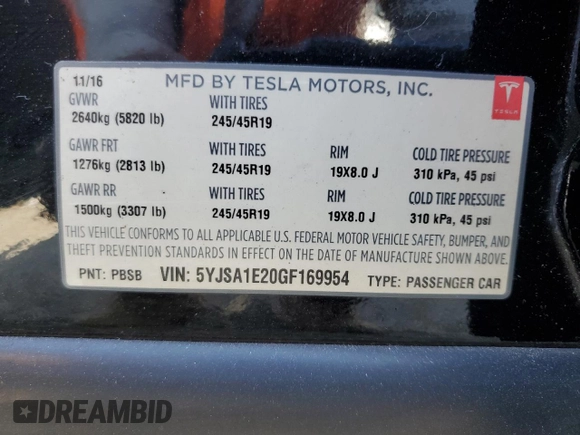 11/16 MFD BY TESLA MOTORS, INC.
GVWR WITH TIRES
2640kg (5820 lb) 245/45R19
TESLA
GAWR FRT WITH TIRES RIM COLD TIRE PRESSURE
1276kg (2813 lb) 245/45R19 19X8.0 J 310 kPa, 45 psi
GAWR RR WITH TIRES RIM COLD TIRE PRESSURE
1500kg (3307 lb) 245/45R19 19X8.0 J 310 kPa, 45 psi
THIS VEHICLE CONFORMS TO ALL APPLICABLE U.S. FEDERAL MOTOR VEHICLE SAFETY, BUMPER, AND
THEFT PREVENTION STANDARDS IN EFFECT ON THE DATE OF MANUFACTURE SHOWN ABOVE.
PNT: PBSB VIN: 5YJSA1E20GF169954 TYPE: PASSENGER CAR
DREAMBID